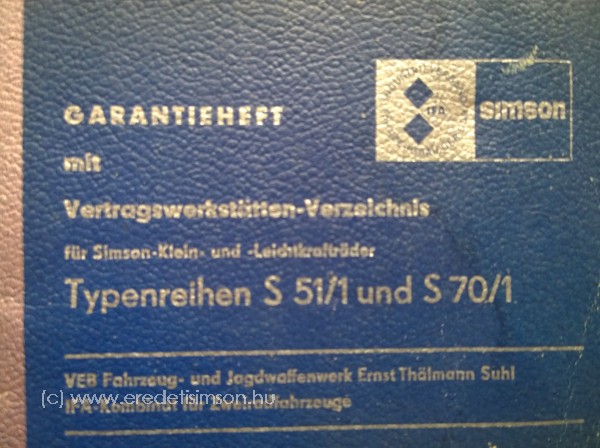 GARANTIEHEFT
simson
IFA
mit
Vertragswerkstätten-Verzeichnis
für Simson-Klein- und -Leichtkrafträder
Typenreihen S 51/1 und S 70/1
VEB Fahrzeug- und Jagdwaffenwerk Ernst Thälmann Suhl
(c) www.eredetisimson.hu
IFA-Kombinat für Zweiradfahrzeuge